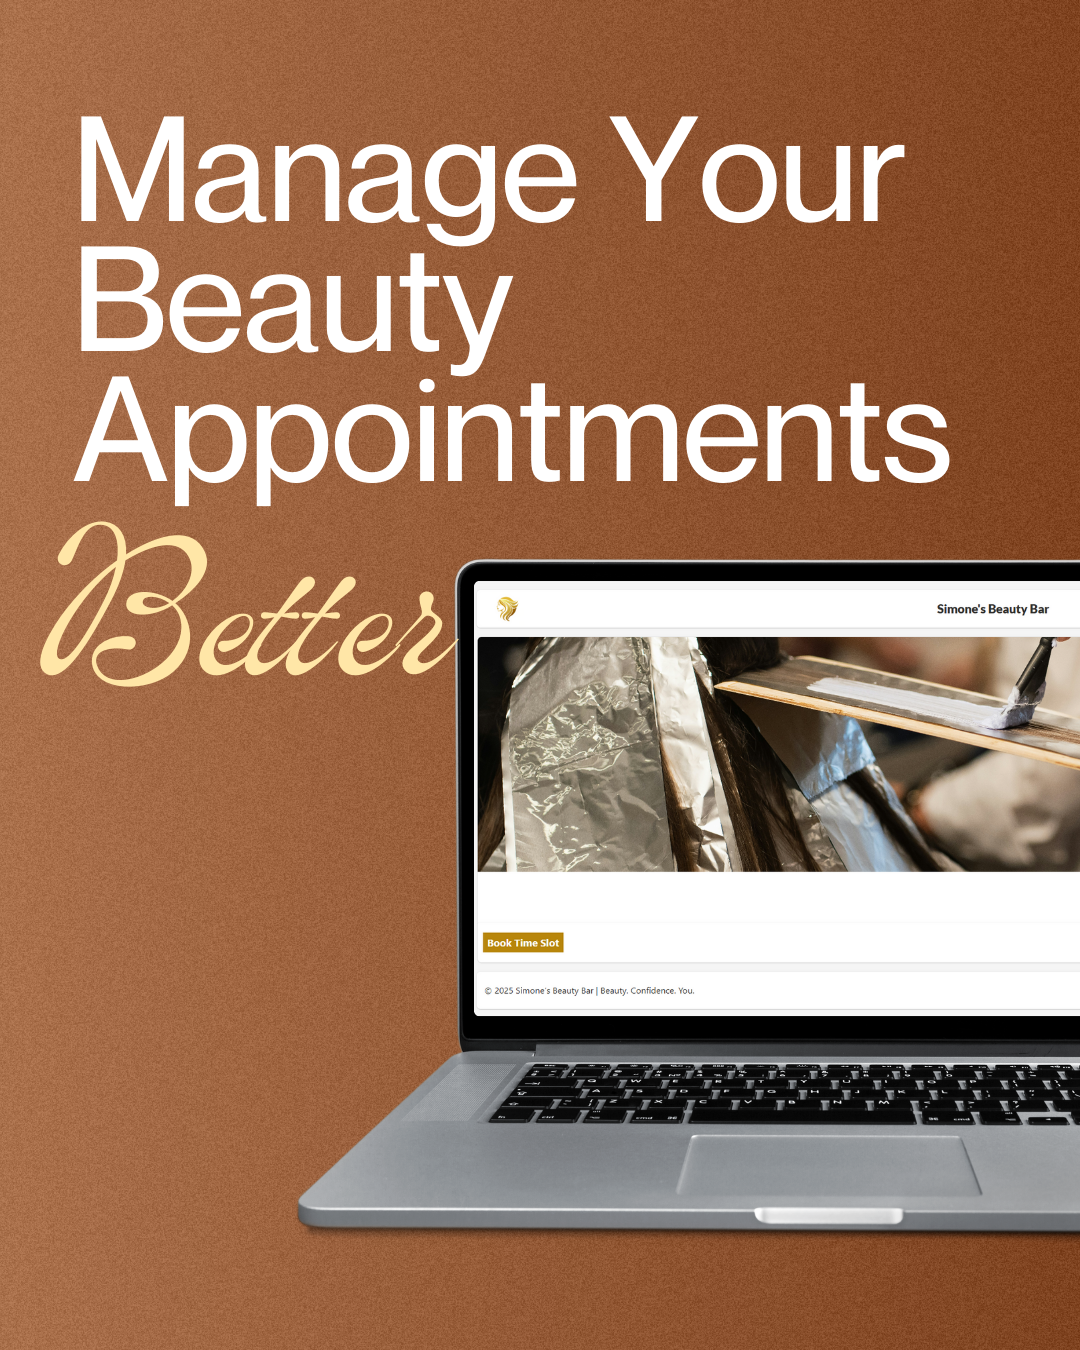 Manage Your
Beauty
Appointments
Better
Simone's Beauty Bar
Book Time Slot
© 2025 Simone's Beauty Bar | Beauty. Confidence. You.